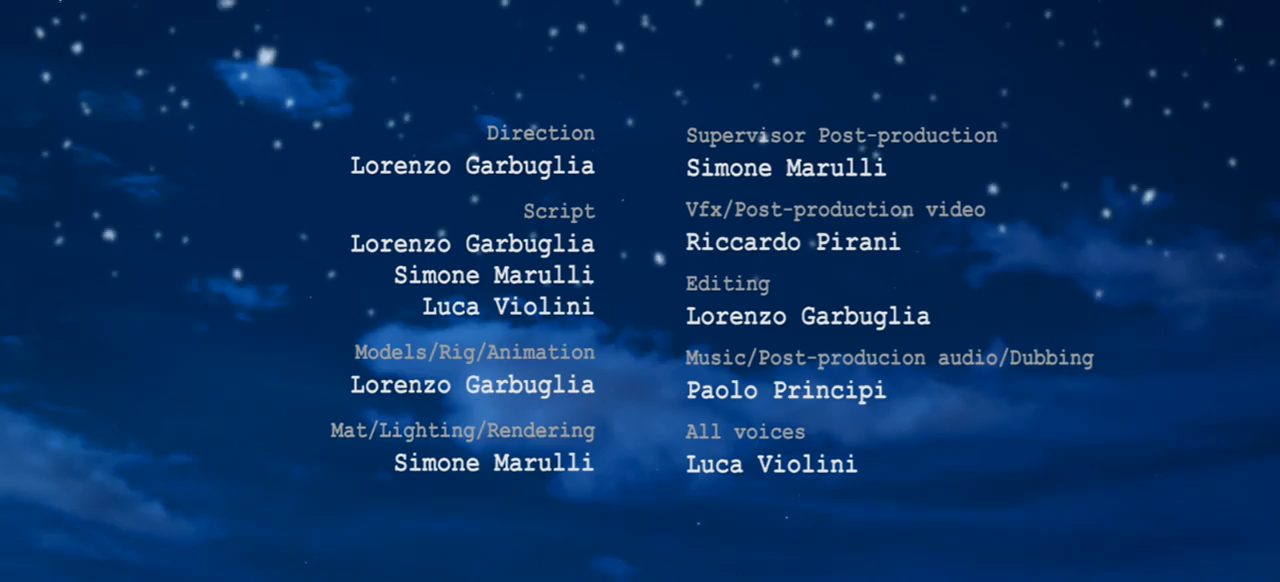 Direction
Lorenzo Garbuglia
Script
Lorenzo Garbuglia
Simone Marulli
Luca Violini
Models/Rig/Animation
Lorenzo Garbuglia
Mat/Lighting/Rendering
Simone Marulli
Supervisor Post-production
Simone Marulli
Vfx/Post-production video
Riccardo Pirani
Editing
Lorenzo Garbuglia
Music/Post-producion audio/Dubbing
Paolo Principi
All voices
Luca Violini